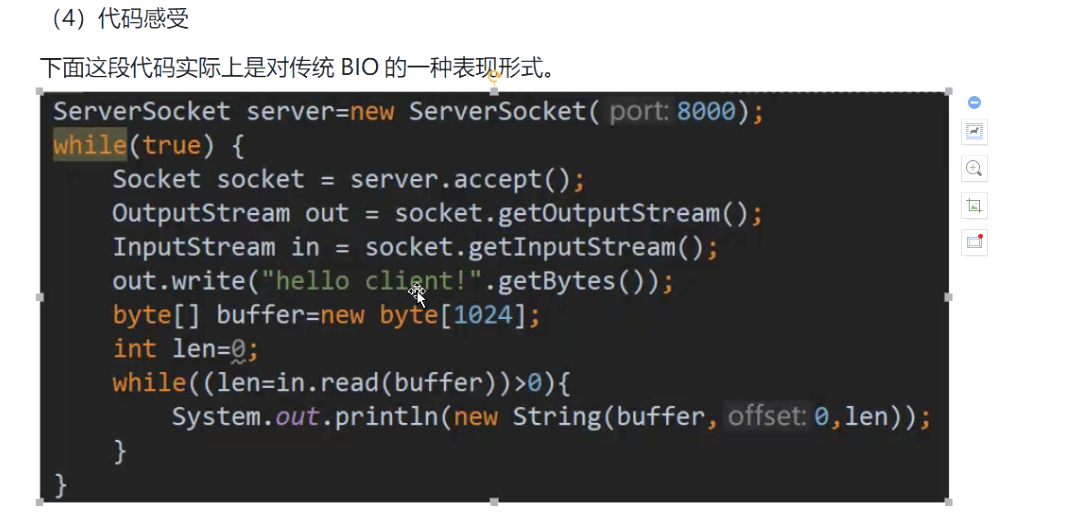 （4）代码感受
下面这段代码实际上是对传统 BIO 的一种表现形式。
ServerSocket server=new ServerSocket( port: 8000);
while(true) {
    Socket socket = server.accept();
    OutputStream out = socket.getOutputStream();
    InputStream in = socket.getInputStream();
    out.write("hello client!".getBytes());
    byte[] buffer=new byte[1024];
    int len=0;
    while((len=in.read(buffer))>0){
        System.out.println(new String(buffer, offset: 0,len));
    }
}